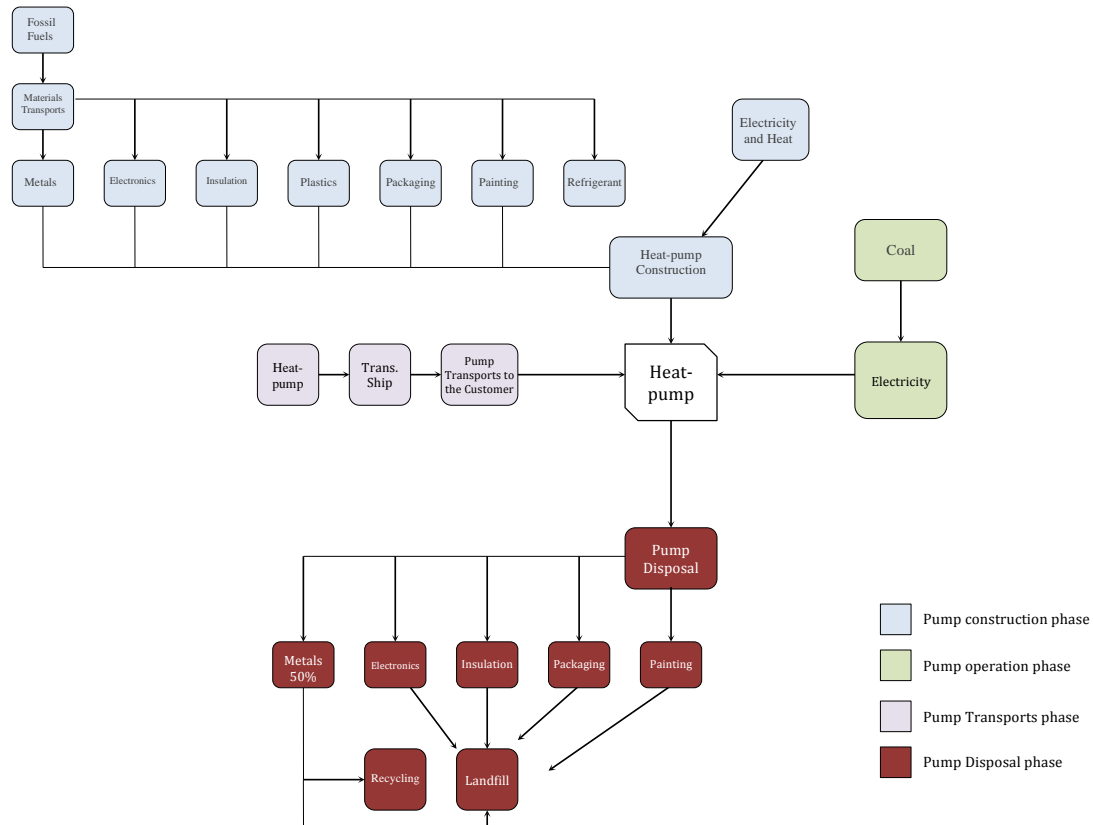 Fossil
Fuels
Materials
Transports
Electricity
and Heat
Metals
Electronics
Insulation
Plastics
Packaging
Painting
Refrigerant
Heat-pump
Construction
Coal
Heat-
pump
Trans.
Ship
Pump
Transports to
the Customer
Heat-
pump
Electricity
Pump
Disposal
Metals
50%
Electronics
Insulation
Packaging
Painting
Recycling
Landfill
Pump construction phase
Pump operation phase
Pump Transports phase
Pump Disposal phase